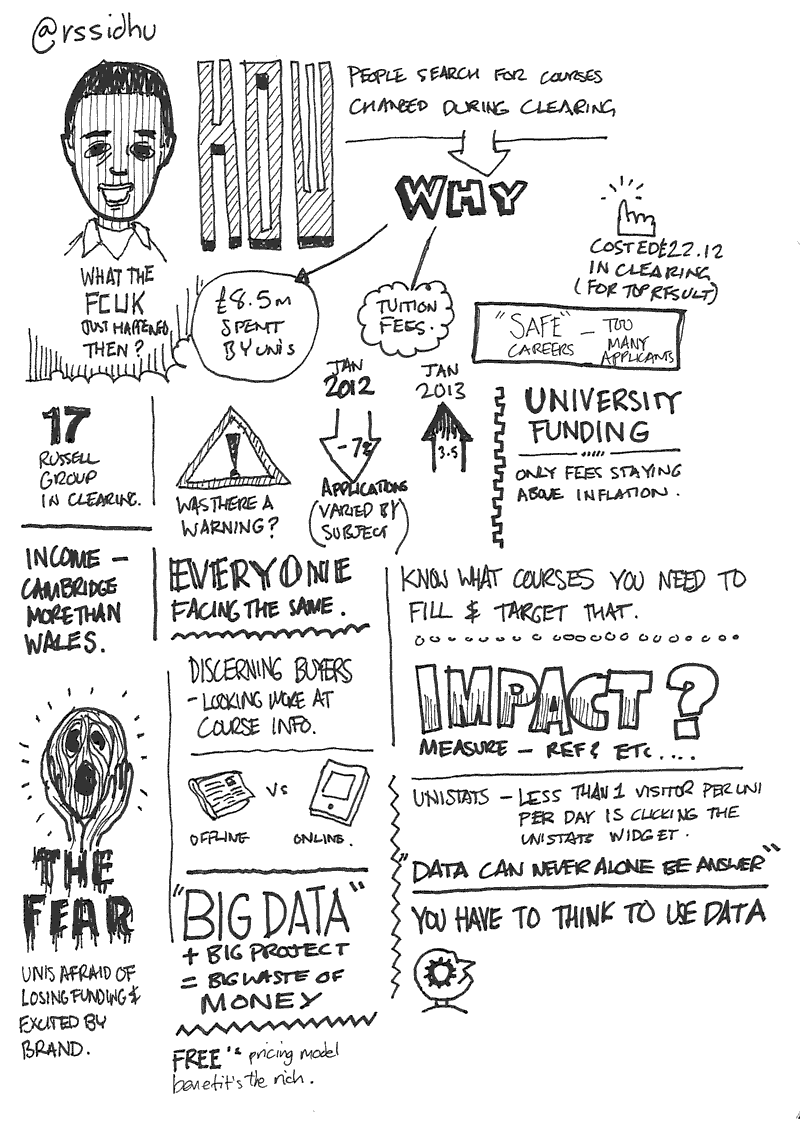 @rssidhu
HOW
PEOPLE SEARCH FOR COURSES
CHANGED DURING CLEARING
WHY
COSTED £22.12
IN CLEARING
(FOR TOP RESULT)
WHAT THE
FCUK
JUST HAPPENED
THEN?
£8.5m
SPENT
BY UNIS
TUITION
FEES.
"SAFE" - TOO
CAREERS MANY
APPLICANTS
JAN
2012
-7%
JAN
2013
3.5
APPLICATIONS
(VARIED BY
SUBJECT)
17
RUSSELL
GROUP
IN CLEARING.
!
WAS THERE A
WARNING?
UNIVERSITY
FUNDING
ONLY FEES STAYING
ABOVE INFLATION.
INCOME -
CAMBRIDGE
MORE THAN
WALES.
EVERYONE
FACING THE SAME.
KNOW WHAT COURSES YOU NEED TO
FILL & TARGET THAT.
DISCERNING BUYERS
- LOOKING MORE AT
COURSE INFO.
IMPACT?
MEASURE - REF & ETC....
OFFLINE
VS
ONLINE.
UNISTATS - LESS THAN 1 VISITOR PER UNI
PER DAY IS CLICKING THE
UNISTATS WIDGET.
"DATA CAN NEVER ALONE BE ANSWER"
THE
FEAR
UNIS AFRAID OF
LOSING FUNDING &
EXCITED BY
BRAND.
"BIG DATA"
+ BIG PROJECT
= BIG WASTE OF
MONEY
YOU HAVE TO THINK TO USE DATA
FREE's pricing model
benefit's the rich.